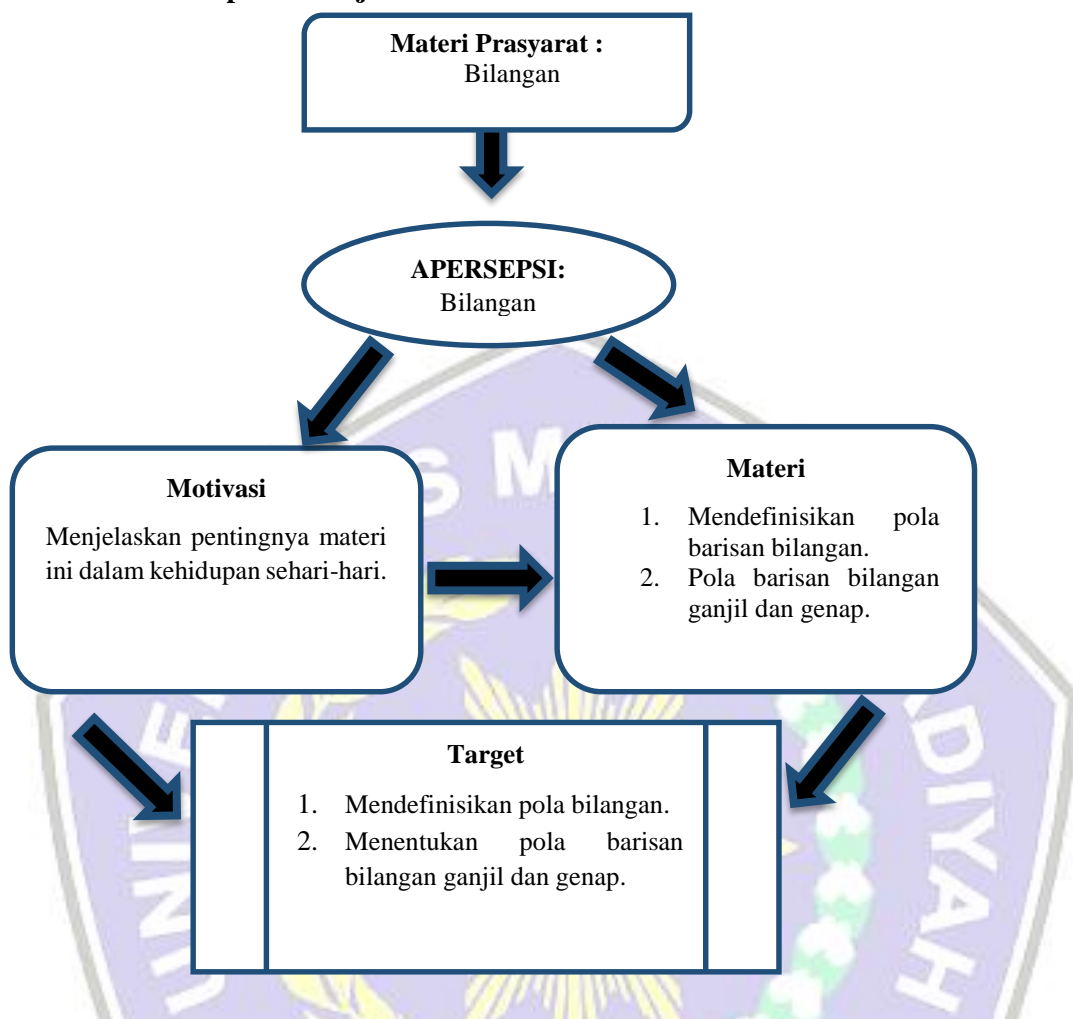 Materi Prasyarat :
Bilangan
APERSEPSI:
Bilangan
Motivasi
Menjelaskan pentingnya materi
ini dalam kehidupan sehari-hari.
Materi
1. Mendefinisikan pola
barisan bilangan.
2. Pola barisan bilangan
ganjil dan genap.
Target
1. Mendefinisikan pola bilangan.
2. Menentukan pola barisan
bilangan ganjil dan genap.